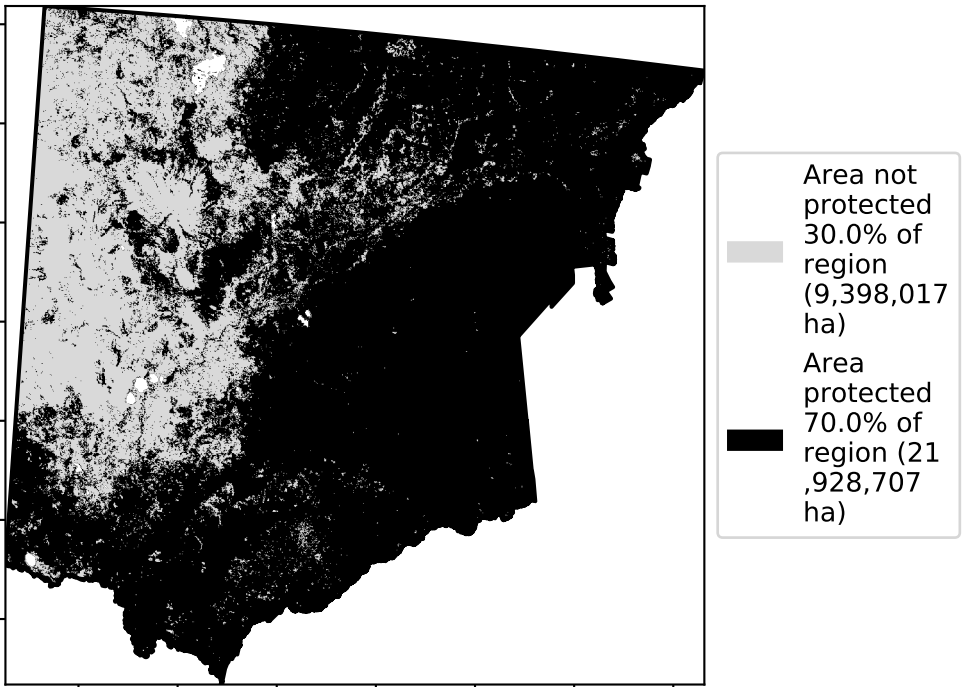 Area not
protected
30.0% of
region
(9,398,017
ha)
Area
protected
70.0% of
region (21
,928,707
ha)